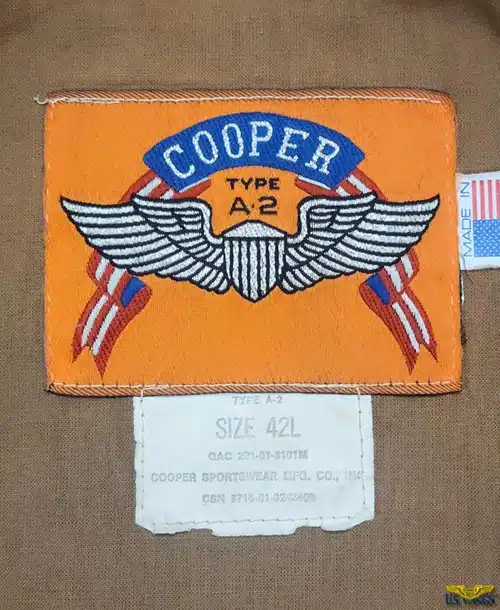 COOPER
TYPE
A-2
MADE IN
TYPE A-2
SIZE 42L
COOPER SPORTSWEAR MFG. CO., INC